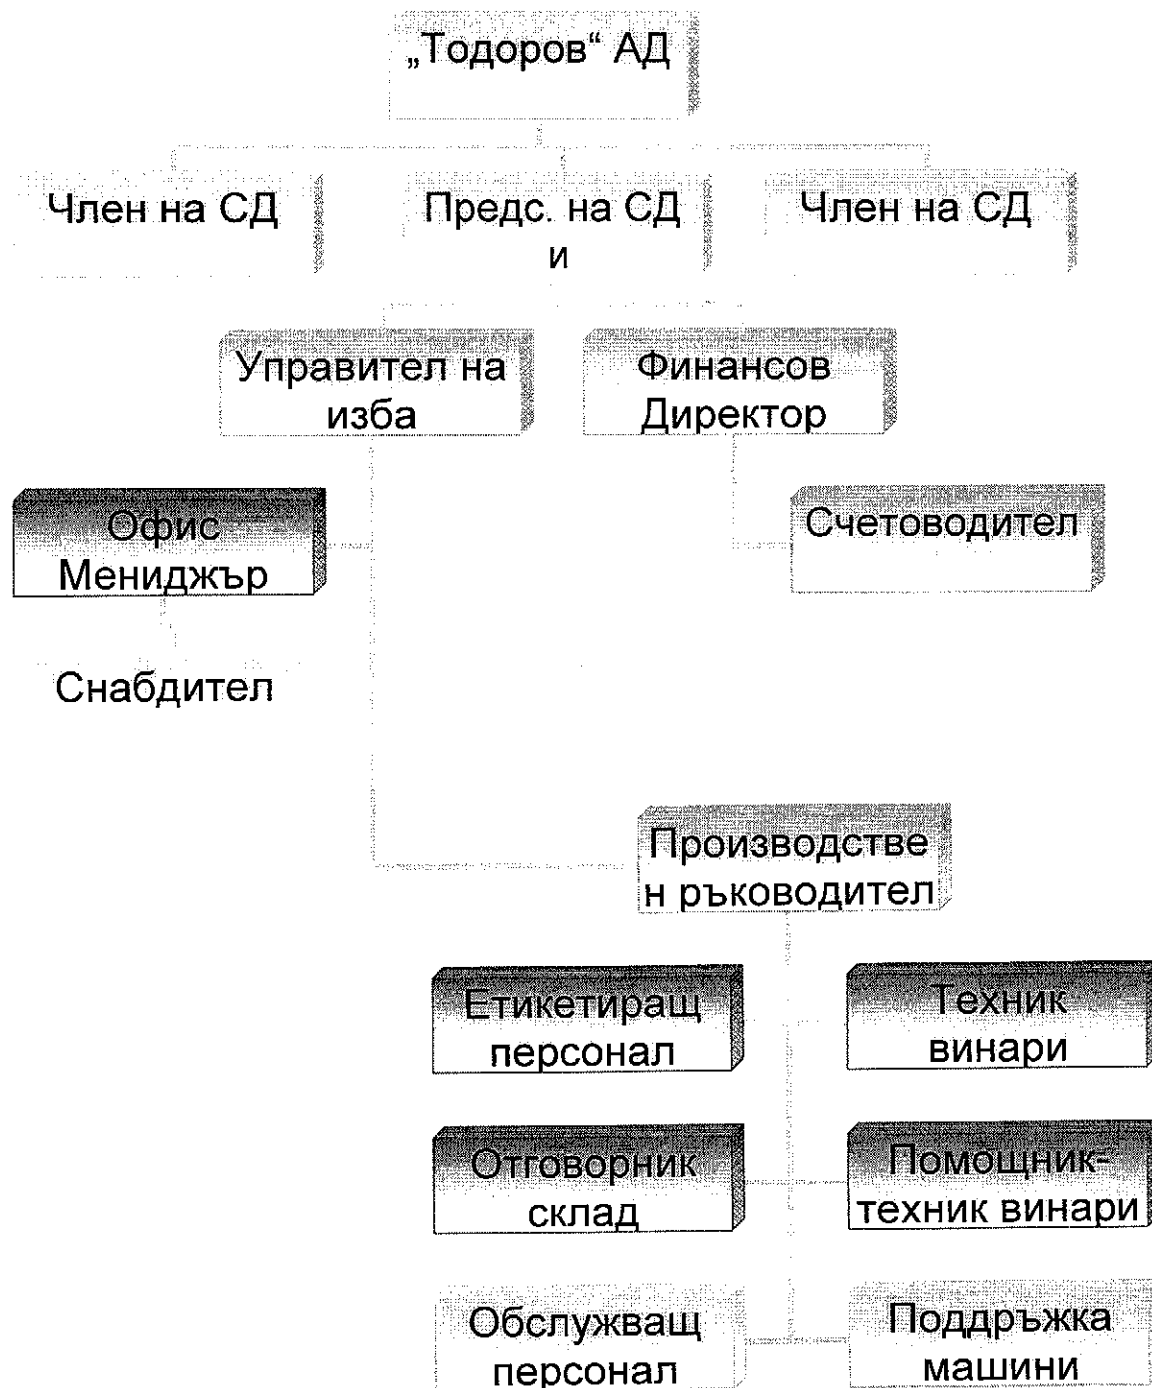 „Тодоров“ АД
Член на СД
Предс. на СД
и
Член на СД
Управител на
изба
Финансов
Директор
Офис
Мениджър
Счетоводител
Снабдител
Производстве
н ръководител
Етикетиращ
персонал
Техник
винари
Отговорник
склад
Помощник-
техник винари
Обслужващ
персонал
Поддръжка
машини